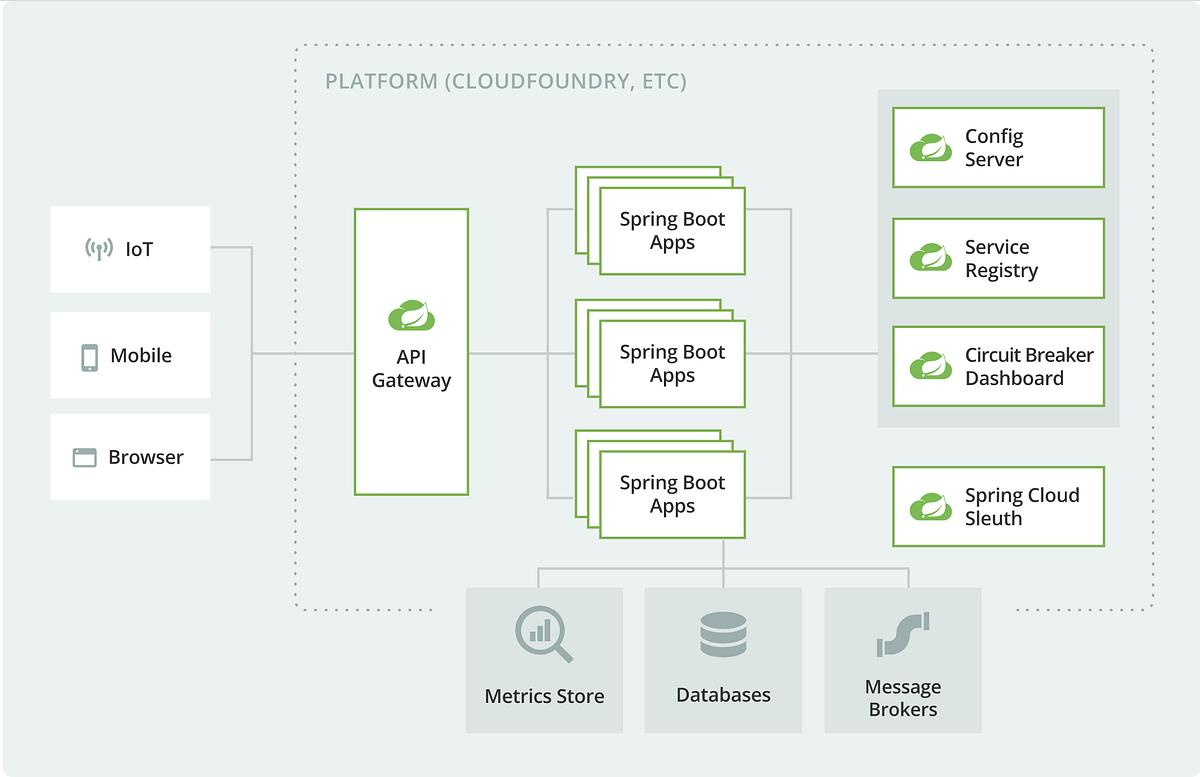 PLATFORM (CLOUDFOUNDRY, ETC)
IoT
Mobile
Browser
API
Gateway
Spring Boot
Apps
Spring Boot
Apps
Spring Boot
Apps
Config
Server
Service
Registry
Circuit Breaker
Dashboard
Spring Cloud
Sleuth
Metrics Store
Databases
Message
Brokers